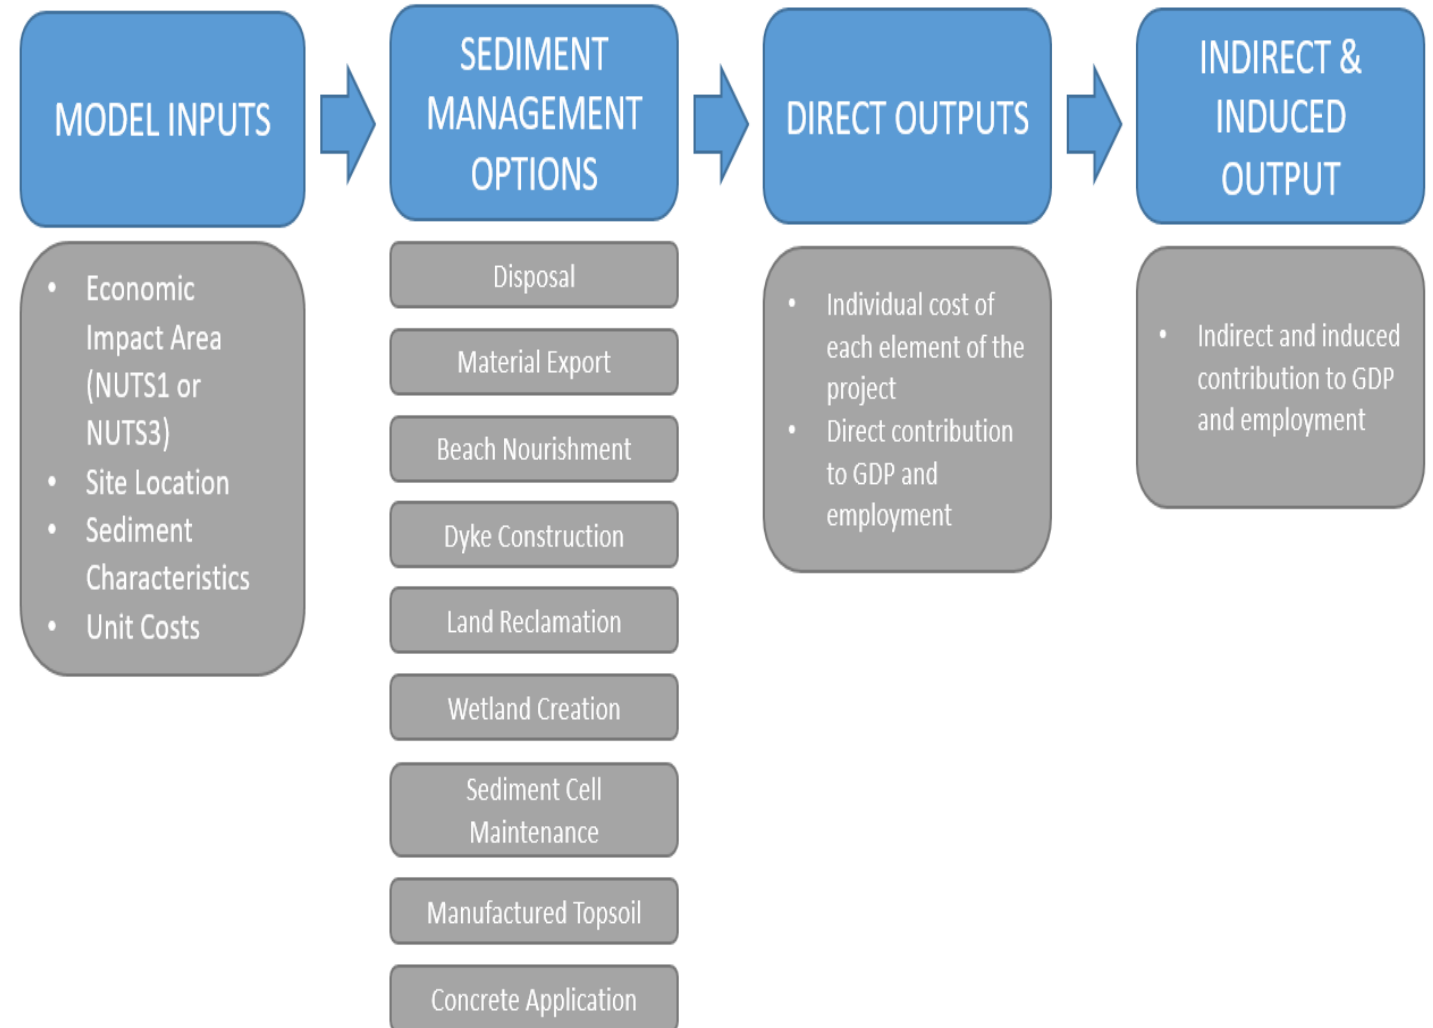 MODEL INPUTS
• Economic
Impact Area
(NUTS1 or
NUTS3)
• Site Location
• Sediment
Characteristics
• Unit Costs
SEDIMENT
MANAGEMENT
OPTIONS
Disposal
Material Export
Beach Nourishment
Dyke Construction
Land Reclamation
Wetland Creation
Sediment Cell
Maintenance
Manufactured Topsoil
Concrete Application
DIRECT OUTPUTS
• Individual cost of
each element of the
project
• Direct contribution
to GDP and
employment
INDIRECT &
INDUCED
OUTPUT
• Indirect and induced
contribution to GDP
and employment